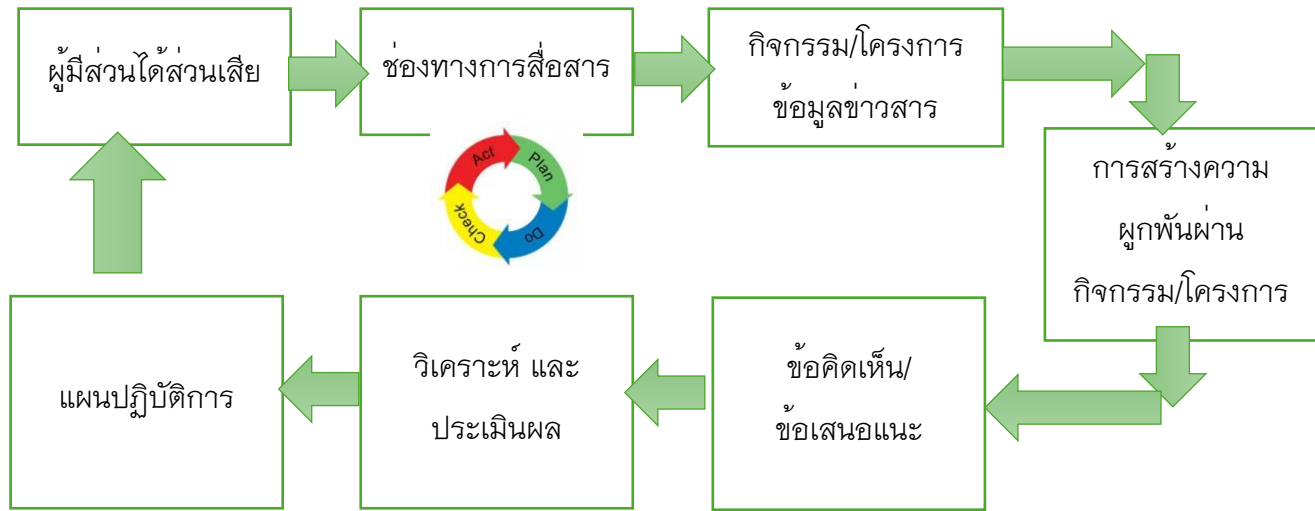 ผู้มีส่วนได้ส่วนเสีย
ช่องทางการสื่อสาร
กิจกรรม/โครงการ
ข้อมูลข่าวสาร
การสร้างความ
ผูกพันผ่าน
กิจกรรม/โครงการ
Act
Plan
Do
Check
ข้อคิดเห็น/
ข้อเสนอแนะ
วิเคราะห์ และ
ประเมินผล
แผนปฏิบัติการ